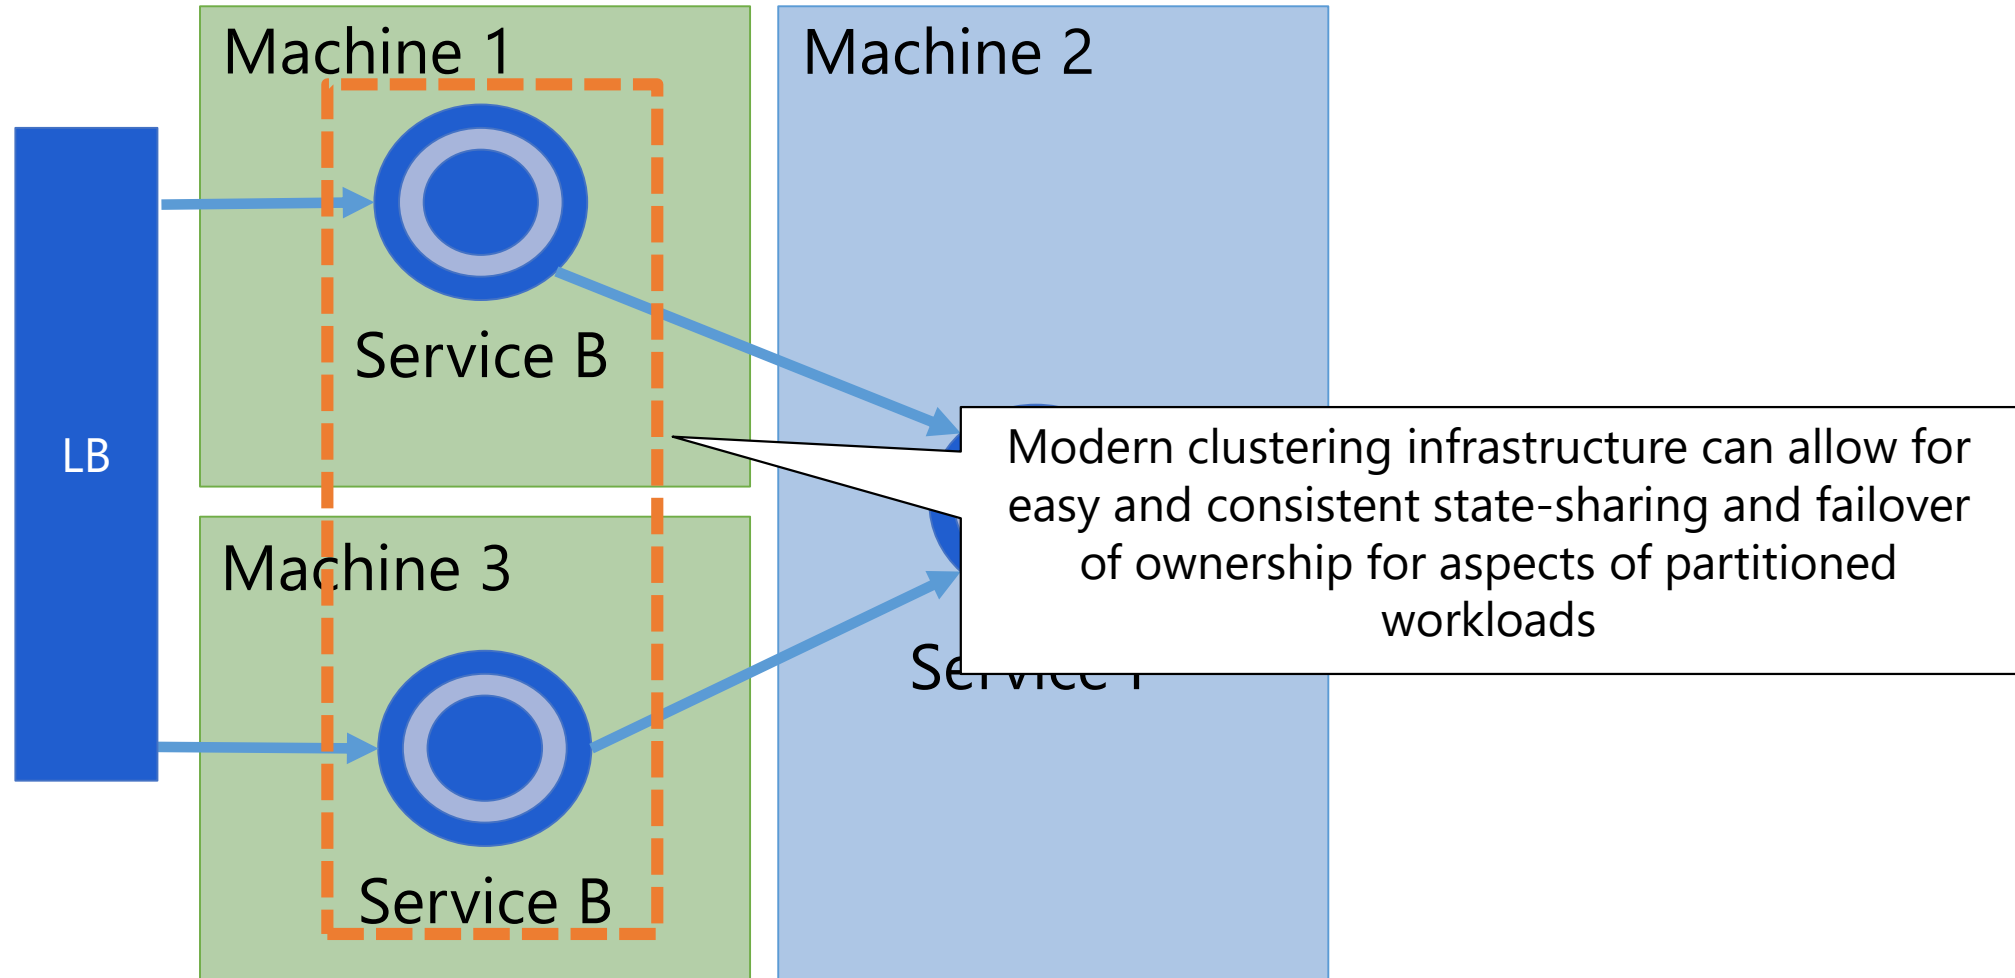 Machine 1
Machine 2
LB
Service B
Modern clustering infrastructure can allow for
easy and consistent state-sharing and failover
of ownership for aspects of partitioned
workloads
Machine 3
Service
Service B